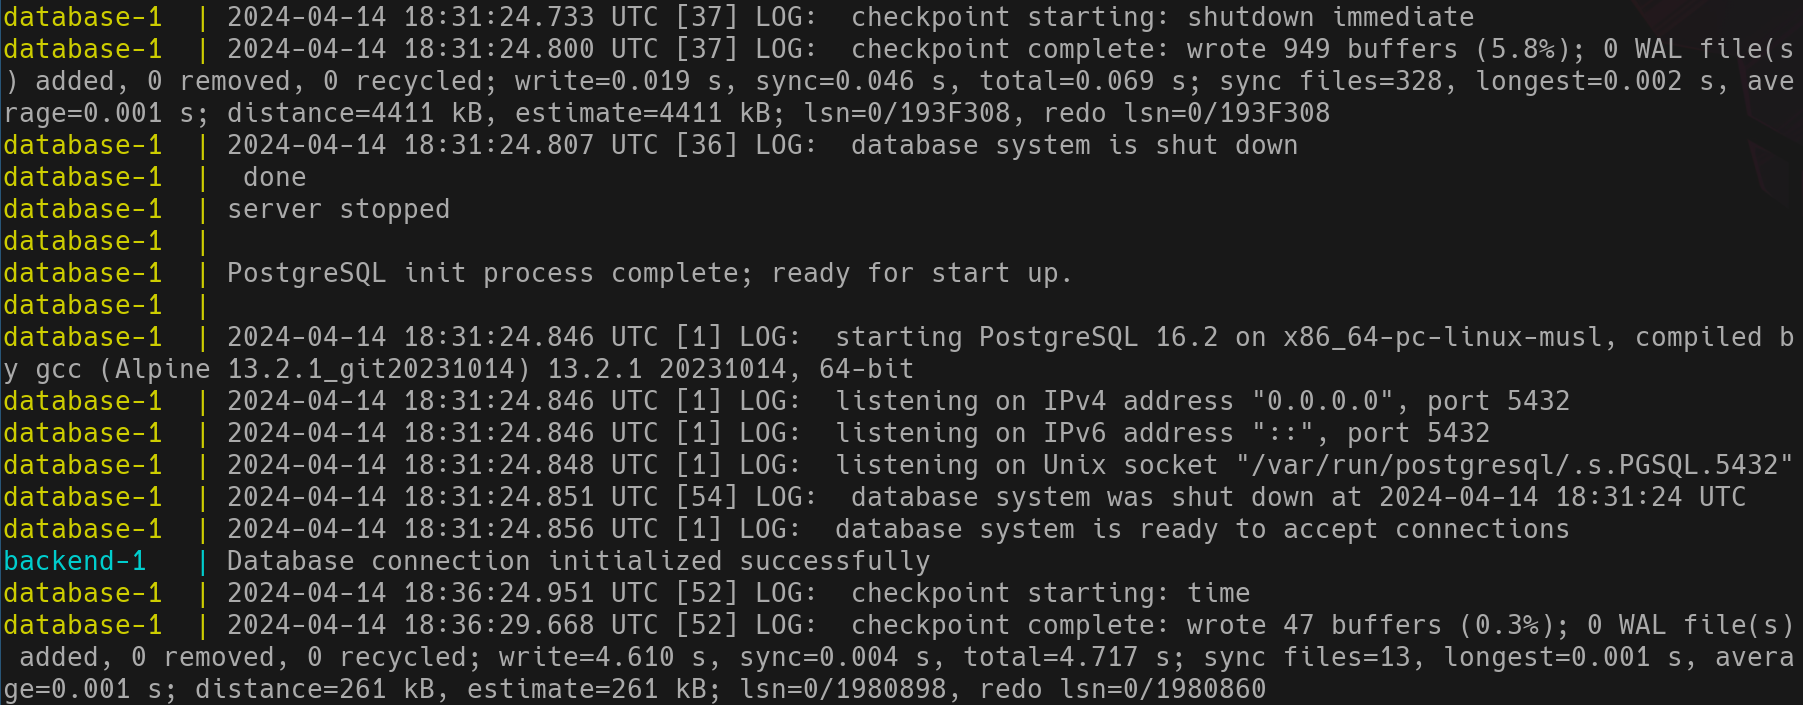 database-1  | 2024-04-14 18:31:24.733 UTC [37] LOG:  checkpoint starting: shutdown immediate
database-1  | 2024-04-14 18:31:24.800 UTC [37] LOG:  checkpoint complete: wrote 949 buffers (5.8%); 0 WAL file(s
) added, 0 removed, 0 recycled; write=0.019 s, sync=0.046 s, total=0.069 s; sync files=328, longest=0.002 s, ave
rage=0.001 s; distance=4411 kB, estimate=4411 kB; lsn=0/193F308, redo lsn=0/193F308
database-1  | 2024-04-14 18:31:24.807 UTC [36] LOG:  database system is shut down
database-1  |  done
database-1  | server stopped
database-1  |
database-1  | PostgreSQL init process complete; ready for start up.
database-1  |
database-1  | 2024-04-14 18:31:24.846 UTC [1] LOG:  starting PostgreSQL 16.2 on x86_64-pc-linux-musl, compiled b
y gcc (Alpine 13.2.1_git20231014) 13.2.1 20231014, 64-bit
database-1  | 2024-04-14 18:31:24.846 UTC [1] LOG:  listening on IPv4 address "0.0.0.0", port 5432
database-1  | 2024-04-14 18:31:24.846 UTC [1] LOG:  listening on IPv6 address "::", port 5432
database-1  | 2024-04-14 18:31:24.848 UTC [1] LOG:  listening on Unix socket "/var/run/postgresql/.s.PGSQL.5432"
database-1  | 2024-04-14 18:31:24.851 UTC [54] LOG:  database system was shut down at 2024-04-14 18:31:24 UTC
database-1  | 2024-04-14 18:31:24.856 UTC [1] LOG:  database system is ready to accept connections
backend-1   | Database connection initialized successfully
database-1  | 2024-04-14 18:36:24.951 UTC [52] LOG:  checkpoint starting: time
database-1  | 2024-04-14 18:36:29.668 UTC [52] LOG:  checkpoint complete: wrote 47 buffers (0.3%); 0 WAL file(s)
 added, 0 removed, 0 recycled; write=4.610 s, sync=0.004 s, total=4.717 s; sync files=13, longest=0.001 s, avera
ge=0.001 s; distance=261 kB, estimate=261 kB; lsn=0/1980898, redo lsn=0/1980860